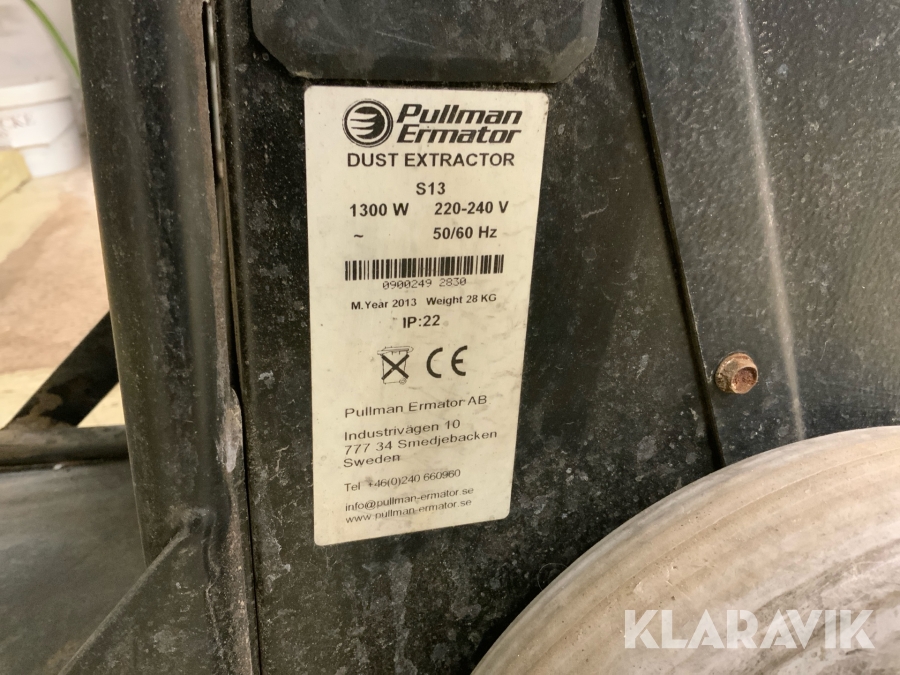 Pullman
Ermator
DUST EXTRACTOR
S13
1300 W 220-240 V
~ 50/60 Hz
0900249 2830
M.Year 2013 Weight 28 KG
IP:22
CE
Pullman Ermator AB
Industrivägen 10
777 34 Smedjebacken
Sweden
Tel +46(0)240 660960
info@pullman-ermator.se
www.pullman-ermator.se
KLARAVIK